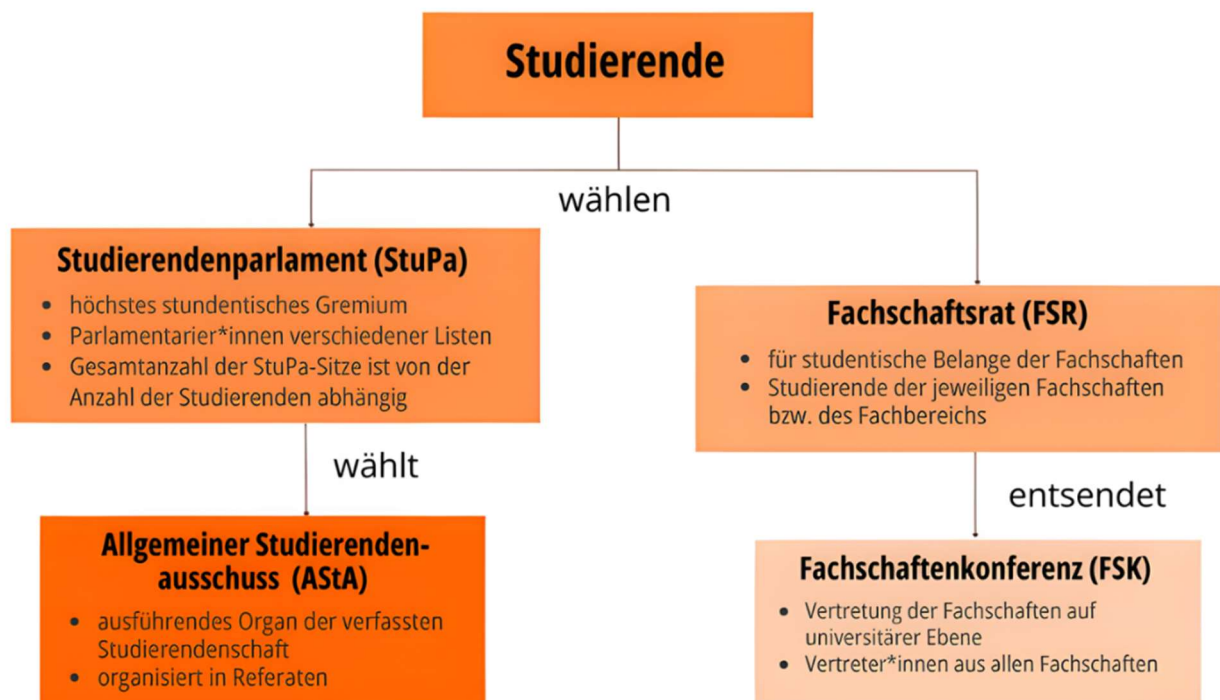 Studierende
wählen
Studierendenparlament (StuPa)
• höchstes stundentisches Gremium
• Parlamentarier*innen verschiedener Listen
• Gesamtanzahl der StuPa-Sitze ist von der
Anzahl der Studierenden abhängig
wählt
Allgemeiner Studierenden-
ausschuss (AStA)
• ausführendes Organ der verfassten
Studierendenschaft
• organisiert in Referaten
Fachschaftsrat (FSR)
• für studentische Belange der Fachschaften
• Studierende der jeweiligen Fachschaften
bzw. des Fachbereichs
entsendet
Fachschaftenkonferenz (FSK)
• Vertretung der Fachschaften auf
universitärer Ebene
• Vertreter*innen aus allen Fachschaften